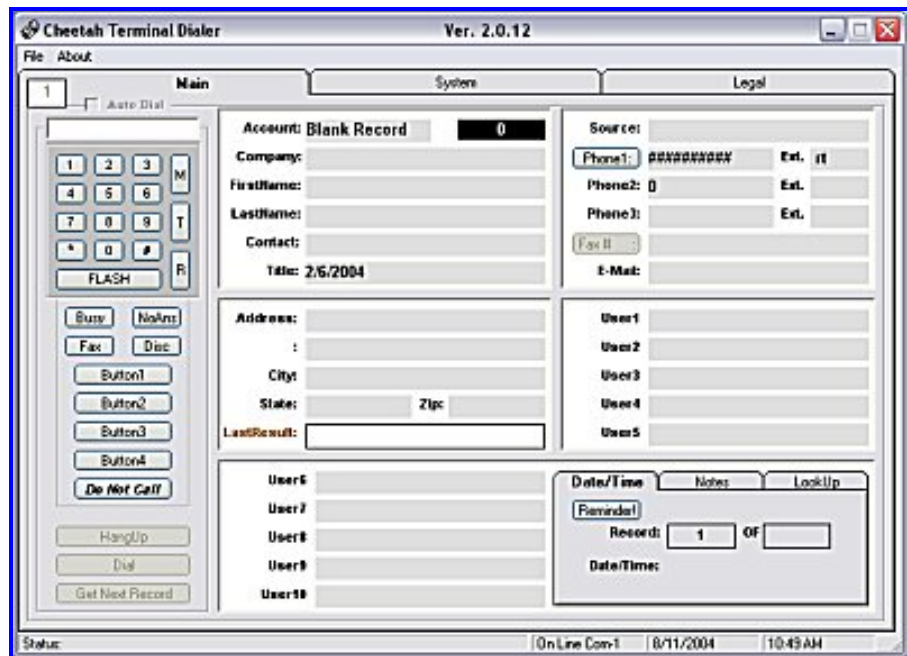 Cheetah Terminal Dialer Ver. 2.0.12
File About
1 Main System Legal
Auto Dial
1 2 3 M
4 5 6
7 8 9 T
* 0 #
FLASH R
Busy NoAns
Fax Disc
Button1
Button2
Button3
Button4
Do Not Call
HangUp
Dial
Get Next Record
Account: Blank Record 0
Company:
FirstName:
LastName:
Contact:
Title: 2/6/2004
Source:
Phone1: ########## Ext. rt
Phone2: 0 Ext.
Phone3: Ext.
Fax # :
E-Mail:
Address:
:
City:
State: Zip:
LastResult:
User1
User2
User3
User4
User5
User6
User7
User8
User9
User10
Date/Time Notes LookUp
Reminder!
Record: 1 OF
Date/Time:
Status: On Line Com-1 8/11/2004 10:49 AM